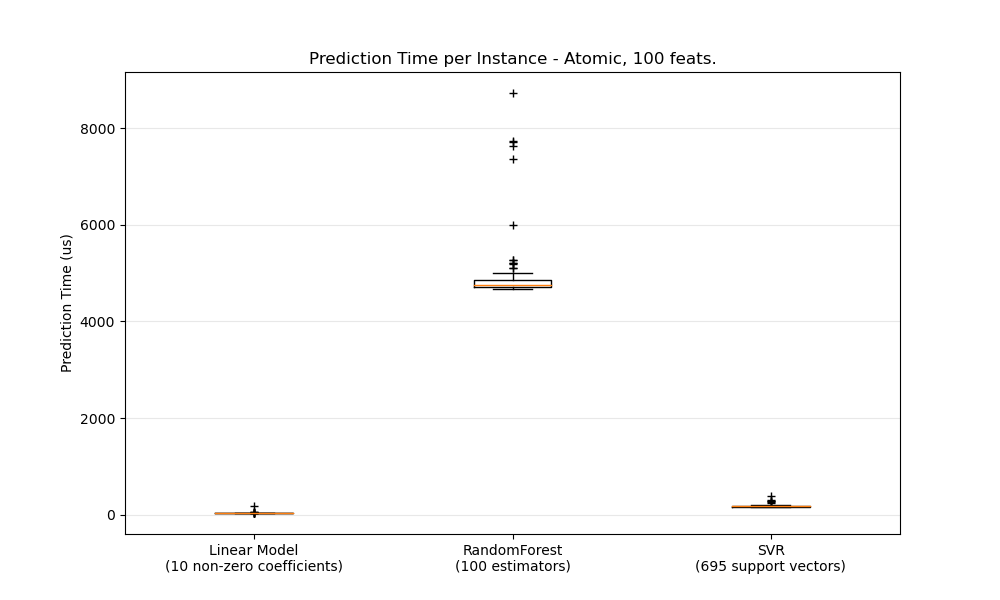 Prediction Time per Instance - Atomic, 100 feats.
Prediction Time (us)
8000
6000
4000
2000
0
Linear Model
(10 non-zero coefficients)
RandomForest
(100 estimators)
SVR
(695 support vectors)